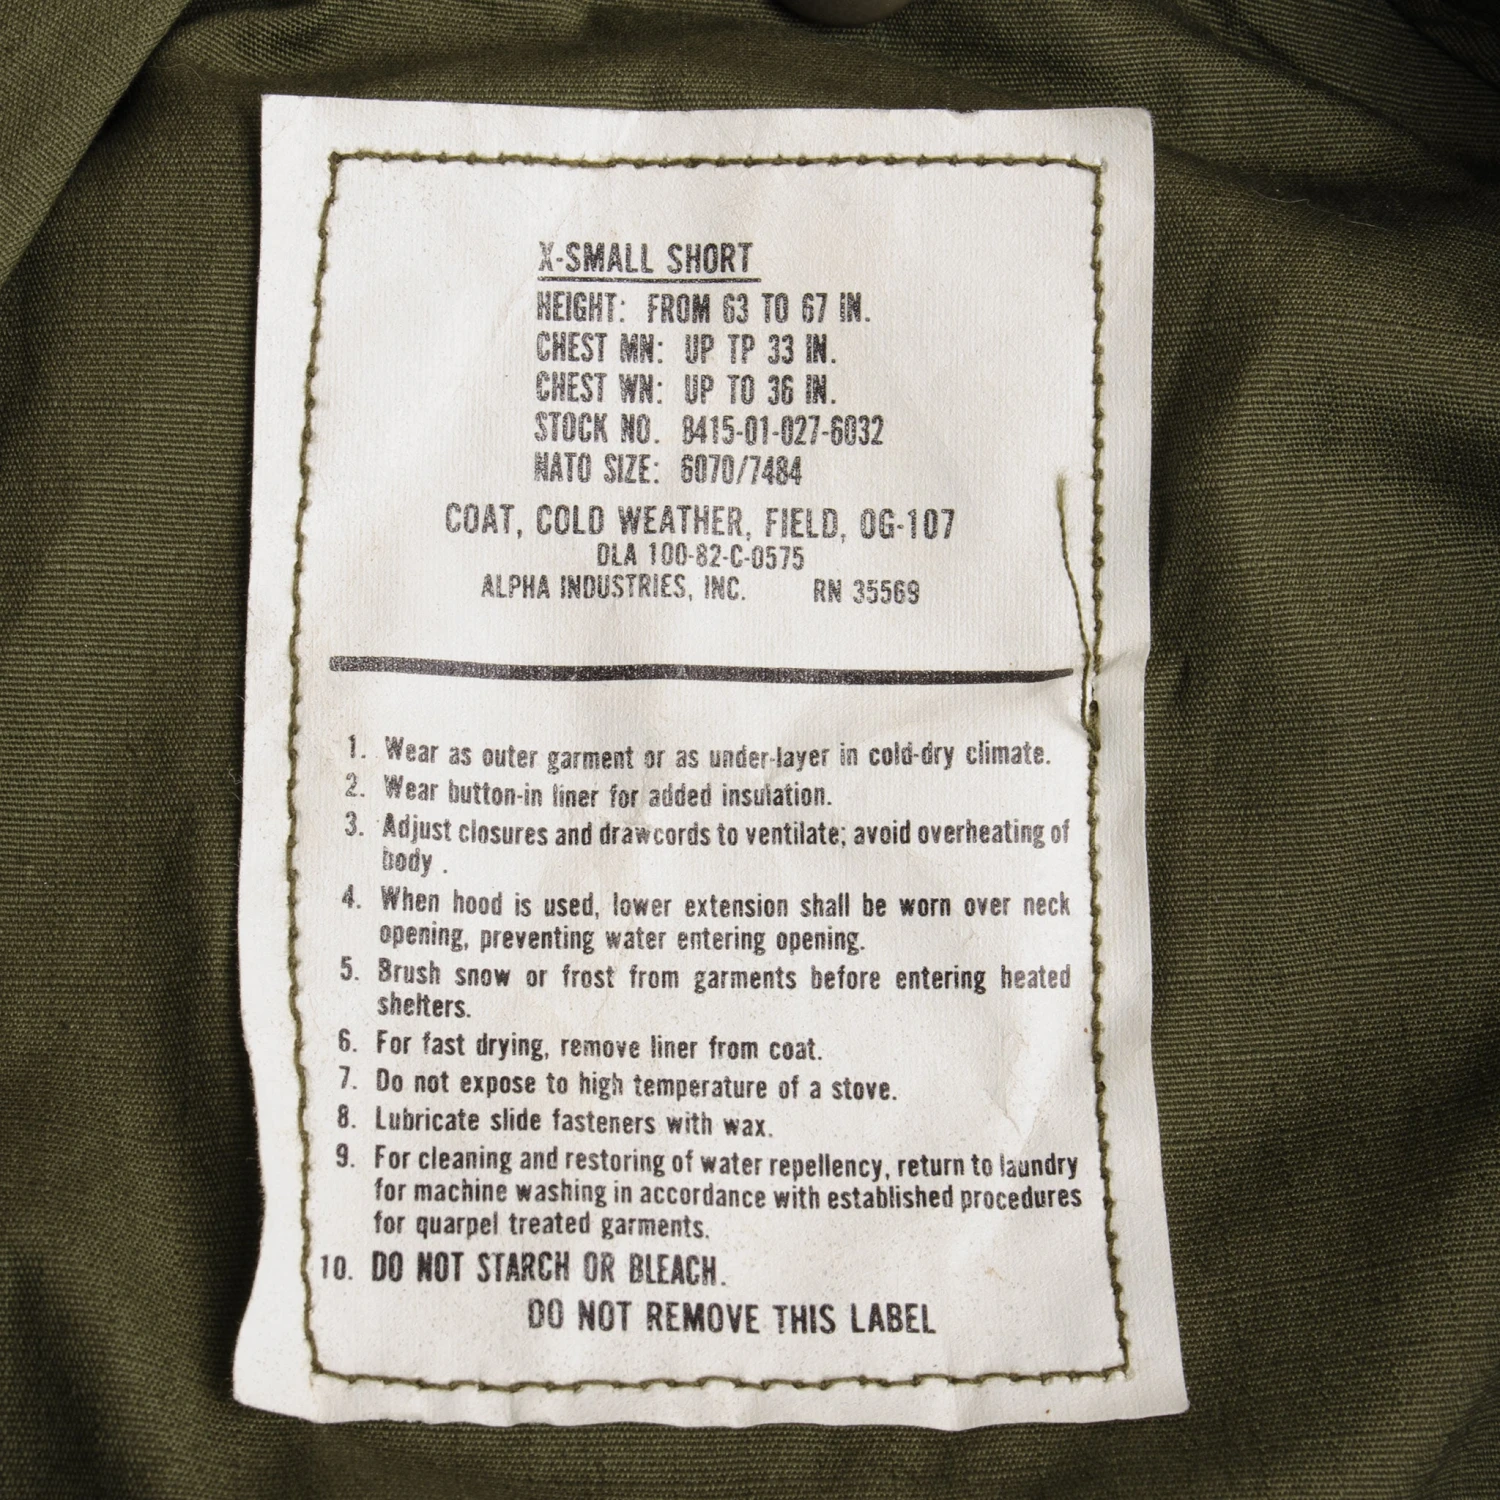 X-SMALL SHORT
HEIGHT: FROM 63 TO 67 IN.
CHEST MN: UP TP 33 IN.
CHEST WN: UP TO 36 IN.
STOCK NO. 8415-01-027-6032
NATO SIZE: 6070/7484
COAT, COLD WEATHER, FIELD, OG-107
DLA 100-82-C-0575
ALPHA INDUSTRIES, INC. RN 35569
1. Wear as outer garment or as under-layer in cold-dry climate.
2. Wear button-in liner for added insulation.
3. Adjust closures and drawcords to ventilate; avoid overheating of
body .
4. When hood is used, lower extension shall be worn over neck
opening, preventing water entering opening.
5. Brush snow or frost from garments before entering heated
shelters.
6. For fast drying, remove liner from coat.
7. Do not expose to high temperature of a stove.
8. Lubricate slide fasteners with wax.
9. For cleaning and restoring of water repellency, return to laundry
for machine washing in accordance with established procedures
for quarpel treated garments.
10. DO NOT STARCH OR BLEACH.
DO NOT REMOVE THIS LABEL